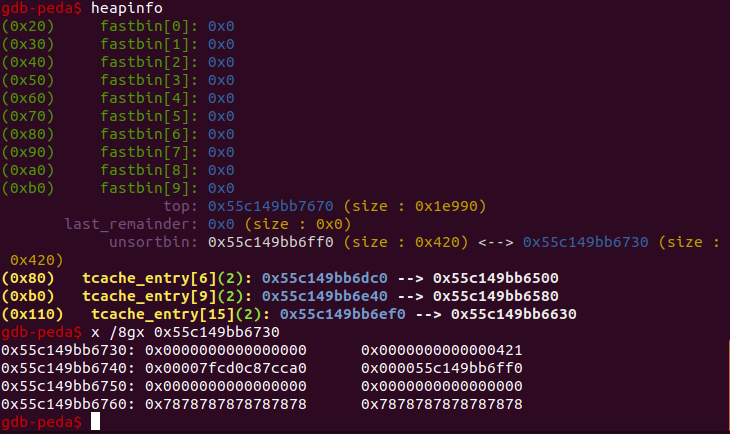 gdb-peda$ heapinfo
(0x20)     fastbin[0]: 0x0
(0x30)     fastbin[1]: 0x0
(0x40)     fastbin[2]: 0x0
(0x50)     fastbin[3]: 0x0
(0x60)     fastbin[4]: 0x0
(0x70)     fastbin[5]: 0x0
(0x80)     fastbin[6]: 0x0
(0x90)     fastbin[7]: 0x0
(0xa0)     fastbin[8]: 0x0
(0xb0)     fastbin[9]: 0x0
top: 0x55c149bb7670 (size : 0x1e990)
last_remainder: 0x0 (size : 0x0)
unsortbin: 0x55c149bb6ff0 (size : 0x420) <--> 0x55c149bb6730 (size :
0x420)
(0x80)   tcache_entry[6](2): 0x55c149bb6dc0 --> 0x55c149bb6500
(0xb0)   tcache_entry[9](2): 0x55c149bb6e40 --> 0x55c149bb6580
(0x110)   tcache_entry[15](2): 0x55c149bb6ef0 --> 0x55c149bb6630
gdb-peda$ x /8gx 0x55c149bb6730
0x55c149bb6730: 0x0000000000000000      0x0000000000000421
0x55c149bb6740: 0x00007fcd0c87cca0      0x000055c149bb6ff0
0x55c149bb6750: 0x0000000000000000      0x0000000000000000
0x55c149bb6760: 0x7878787878787878      0x7878787878787878
gdb-peda$